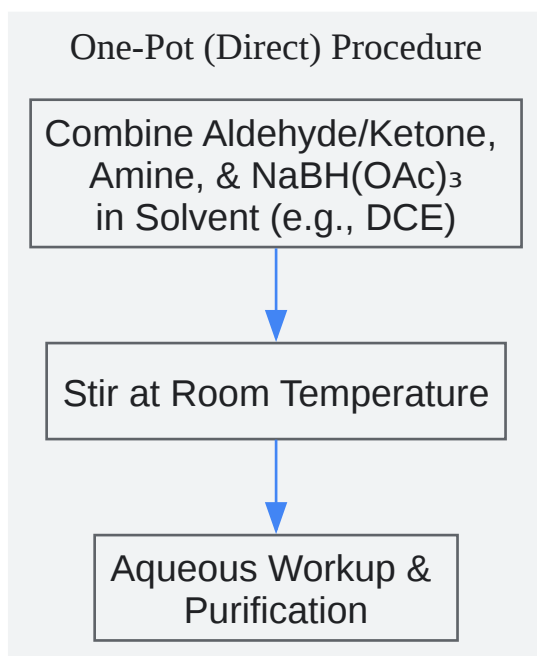 One-Pot (Direct) Procedure
Combine Aldehyde/Ketone,
Amine, & NaBH(OAc)₃
in Solvent (e.g., DCE)
Stir at Room Temperature
Aqueous Workup &
Purification